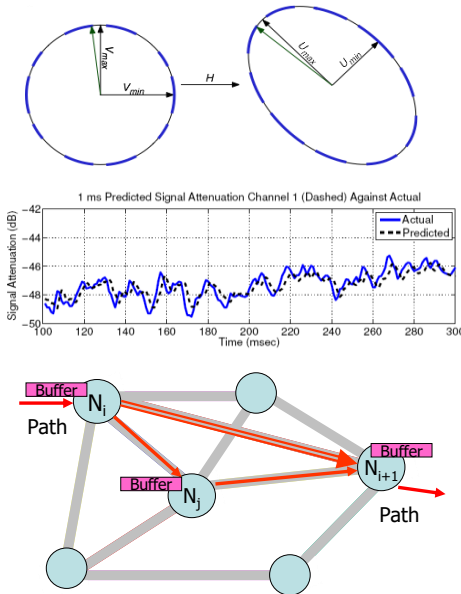 V_max
V_min
H
U_max
U_min
1 ms Predicted Signal Attenuation Channel 1 (Dashed) Against Actual
Signal Attenuation (dB)
-42
-44
-46
-48
-50
100 120 140 160 180 200 220 240 260 280 300
Time (msec)
Actual
Predicted
Buffer
N_i
Path
Buffer
N_j
Buffer
N_i+1
Path